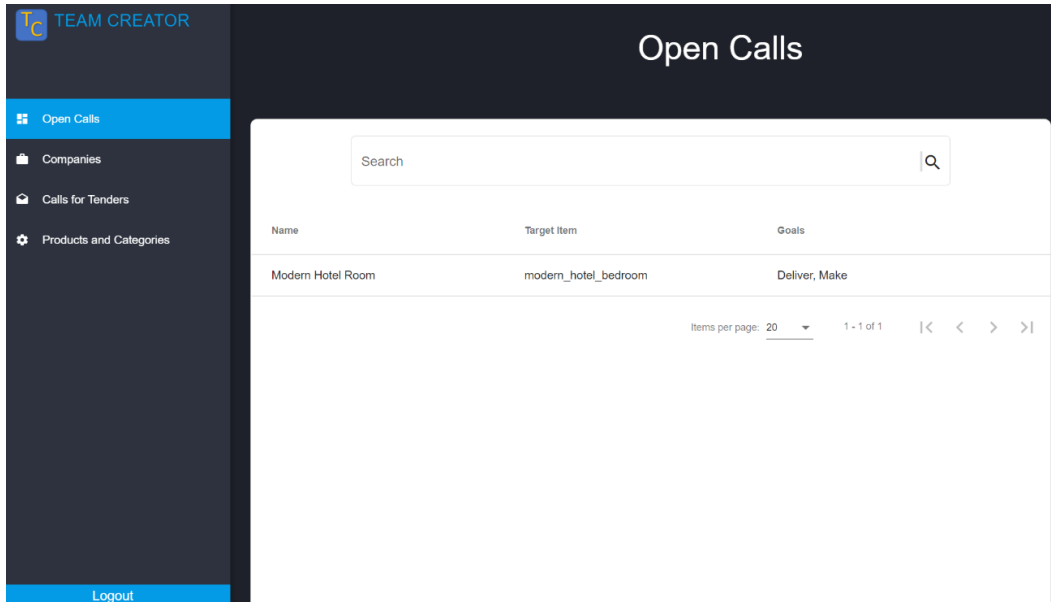 TC TEAM CREATOR
Open Calls
Companies
Calls for Tenders
Products and Categories
Logout
Open Calls
Search
Name Target Item Goals
Modern Hotel Room modern_hotel_bedroom Deliver, Make
Items per page: 20 1 - 1 of 1